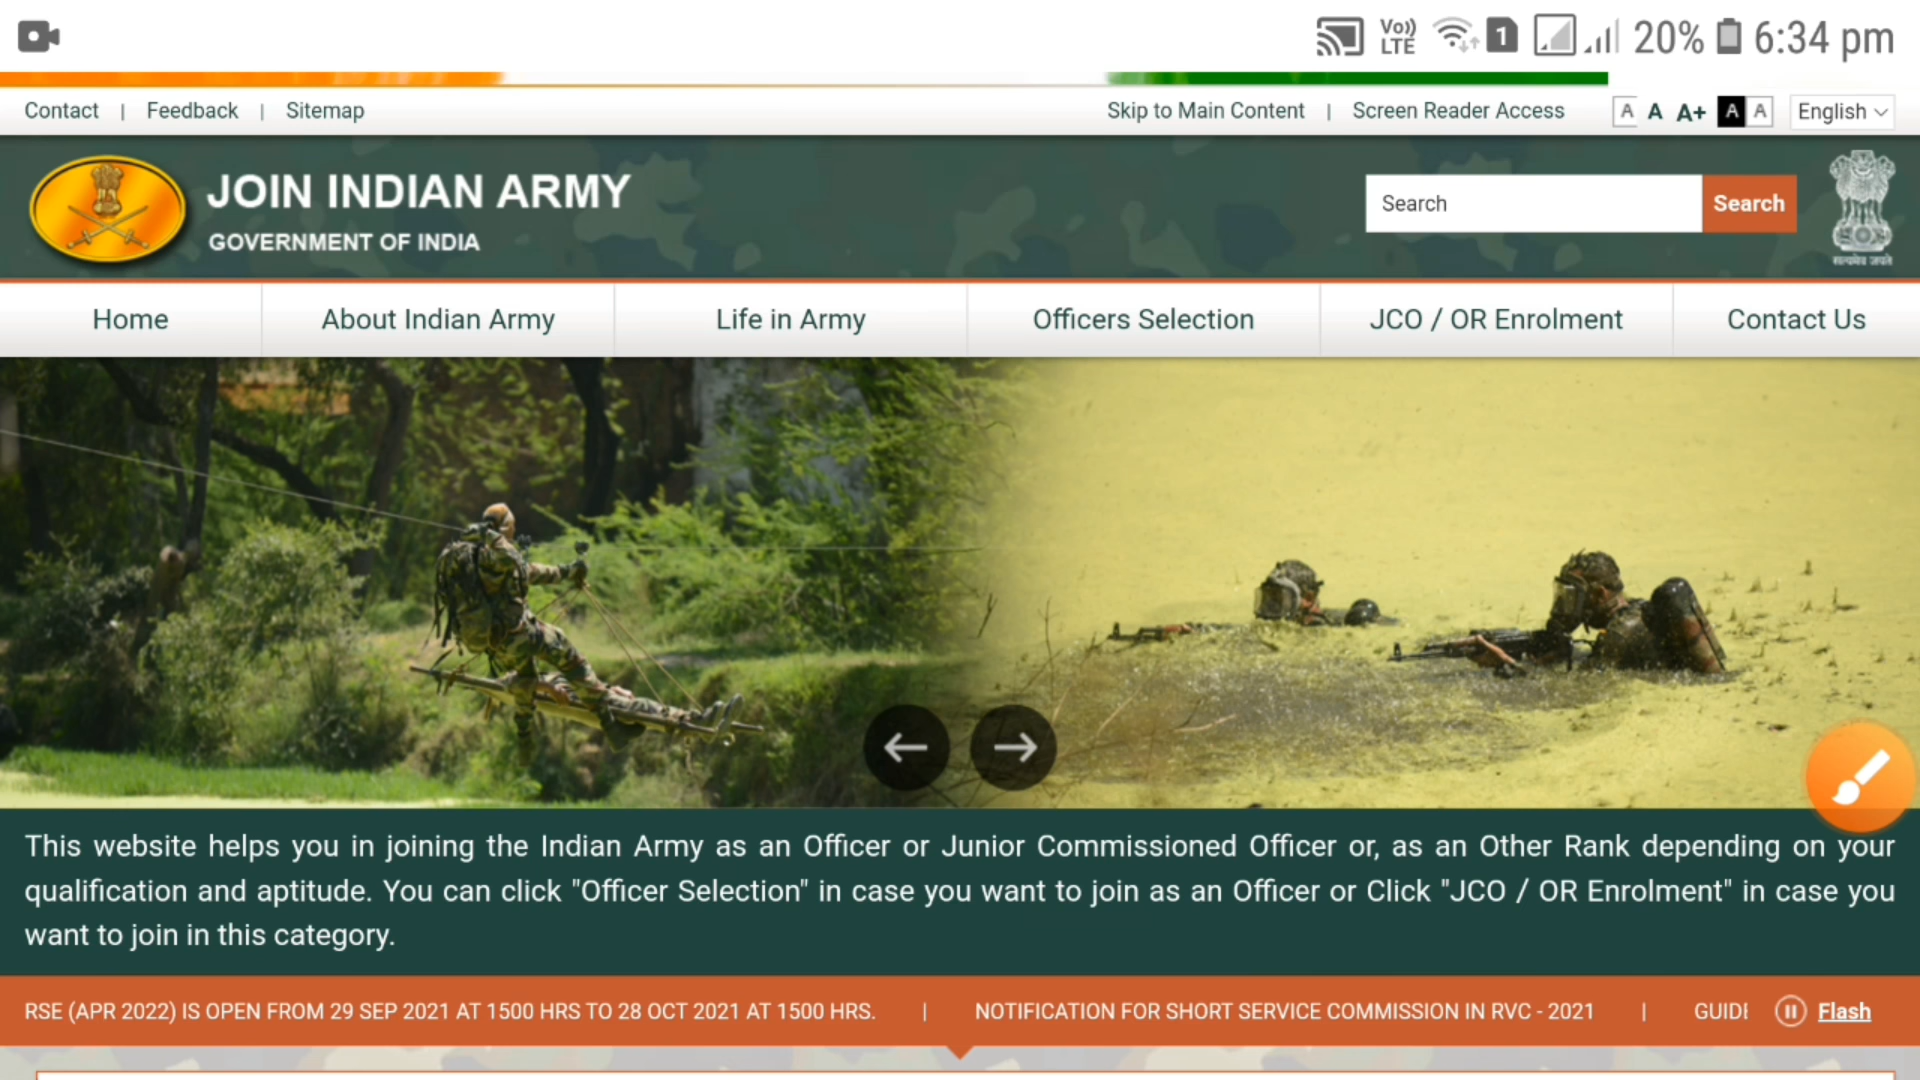 Vo)) LTE 1 20% 6:34 pm
Contact | Feedback | Sitemap
Skip to Main Content | Screen Reader Access A A A+ A A English
JOIN INDIAN ARMY
GOVERNMENT OF INDIA
Search Search
सत्यमेव जयते
Home About Indian Army Life in Army Officers Selection JCO / OR Enrolment Contact Us
This website helps you in joining the Indian Army as an Officer or Junior Commissioned Officer or, as an Other Rank depending on your
qualification and aptitude. You can click "Officer Selection" in case you want to join as an Officer or Click "JCO / OR Enrolment" in case you
want to join in this category.
RSE (APR 2022) IS OPEN FROM 29 SEP 2021 AT 1500 HRS TO 28 OCT 2021 AT 1500 HRS. | NOTIFICATION FOR SHORT SERVICE COMMISSION IN RVC - 2021 | GUIDE Flash